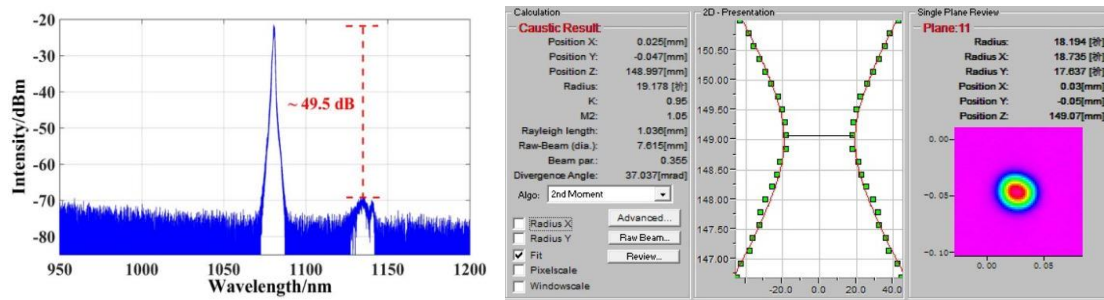 -20
-30
-40
-50
-60
-70
-80
Intensity/dBm
~ 49.5 dB
950 1000 1050 1100 1150 1200
Wavelength/nm
Calculation
Caustic Result:
Position X: 0.025[mm]
Position Y: -0.047[mm]
Position Z: 148.997[mm]
Radius: 19.178 [祄]
K: 0.95
M2: 1.05
Rayleigh length: 1.036[mm]
Raw-Beam (dia.): 7.615[mm]
Beam par.: 0.355
Divergence Angle: 37.037[mrad]
Algo: 2nd Moment
Radius X
Radius Y
Fit
Pixelscale
Windowscale
Advanced...
Raw Beam...
Review...
2D - Presentation
150.50
150.00
149.50
149.00
148.50
148.00
147.50
147.00
-20.0 0.0 20.0 40.0
Single Plane Review
Plane:11
Radius: 18.194 [祄]
Radius X: 18.735 [祄]
Radius Y: 17.637 [祄]
Position X: 0.03[mm]
Position Y: -0.05[mm]
Position Z: 149.07[mm]
0.00
-0.05
-0.10
0.00 0.05